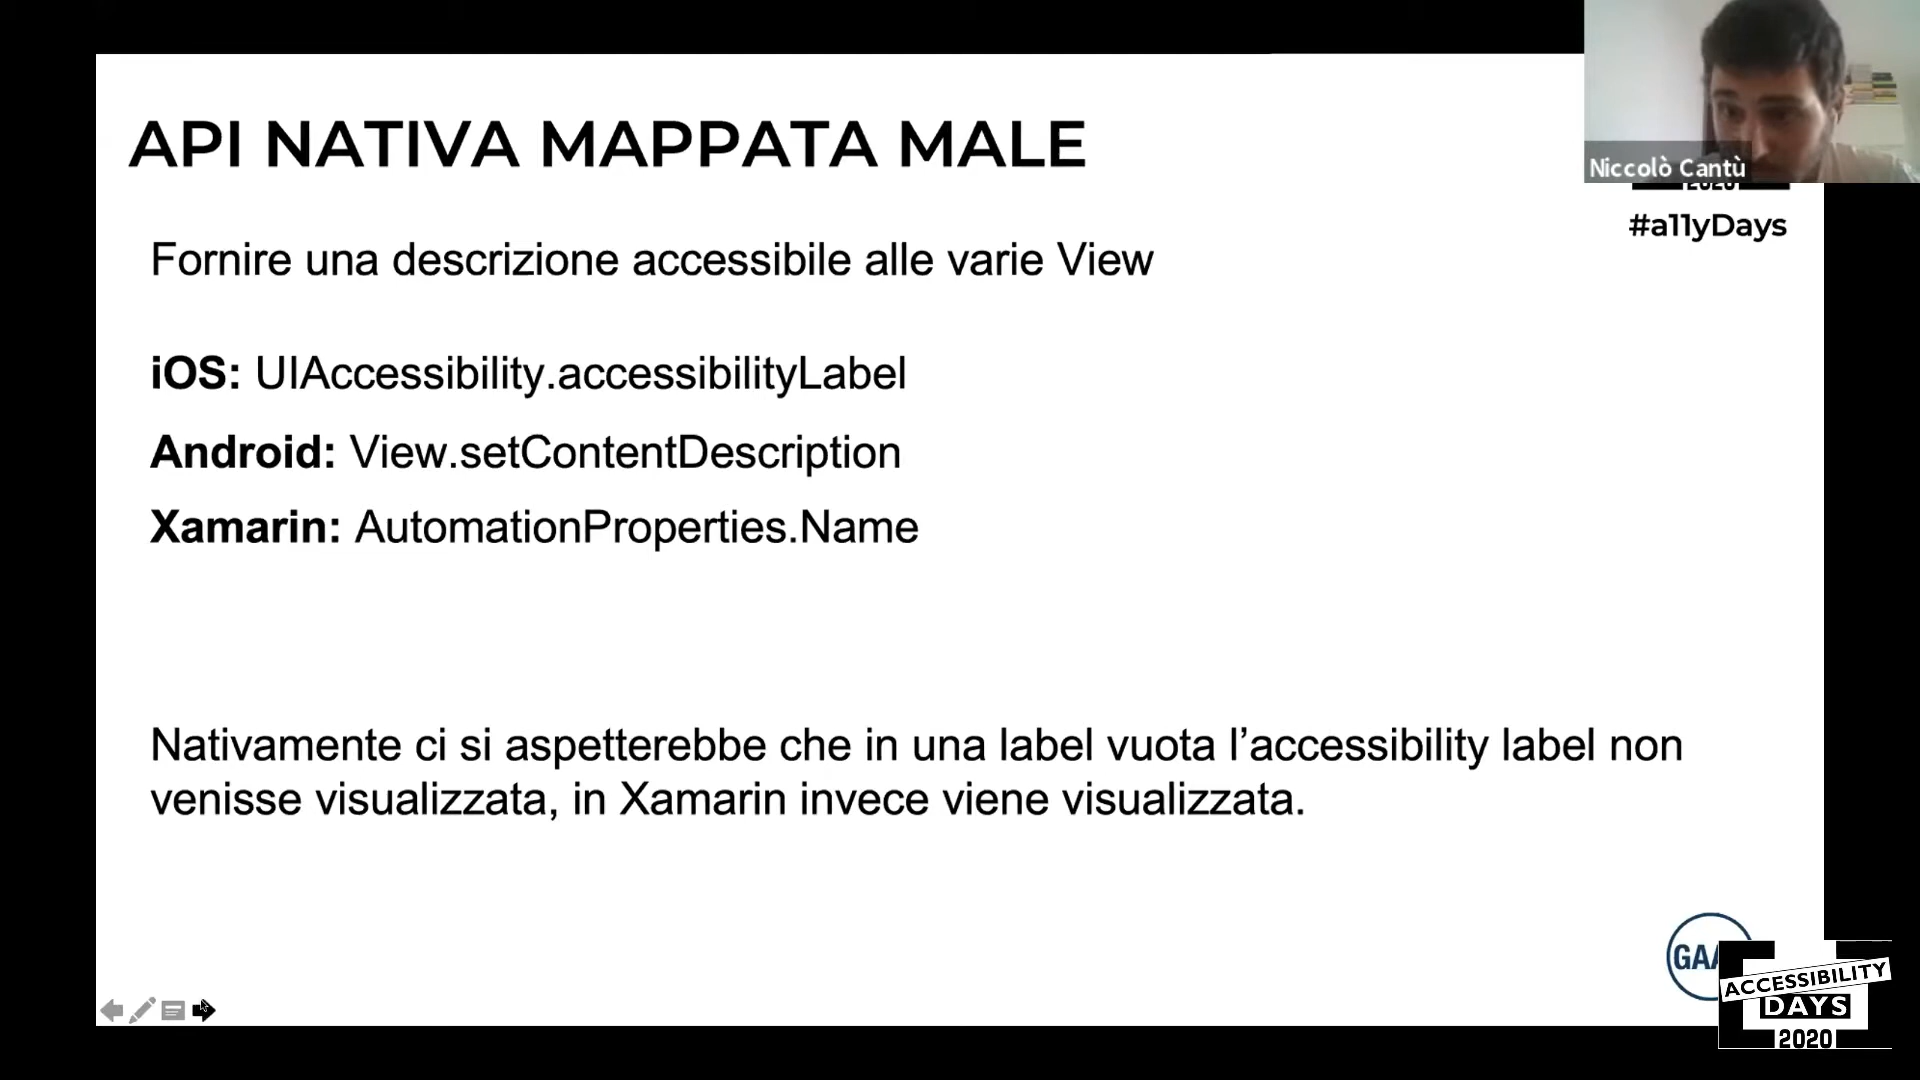 API NATIVA MAPPATA MALE
Niccolò Cantù
2020
#a11yDays
Fornire una descrizione accessibile alle varie View
iOS: UIAccessibility.accessibilityLabel
Android: View.setContentDescription
Xamarin: AutomationProperties.Name
Nativamente ci si aspetterebbe che in una label vuota l’accessibility label non
venisse visualizzata, in Xamarin invece viene visualizzata.
ACCESSIBILITY
DAYS
2020